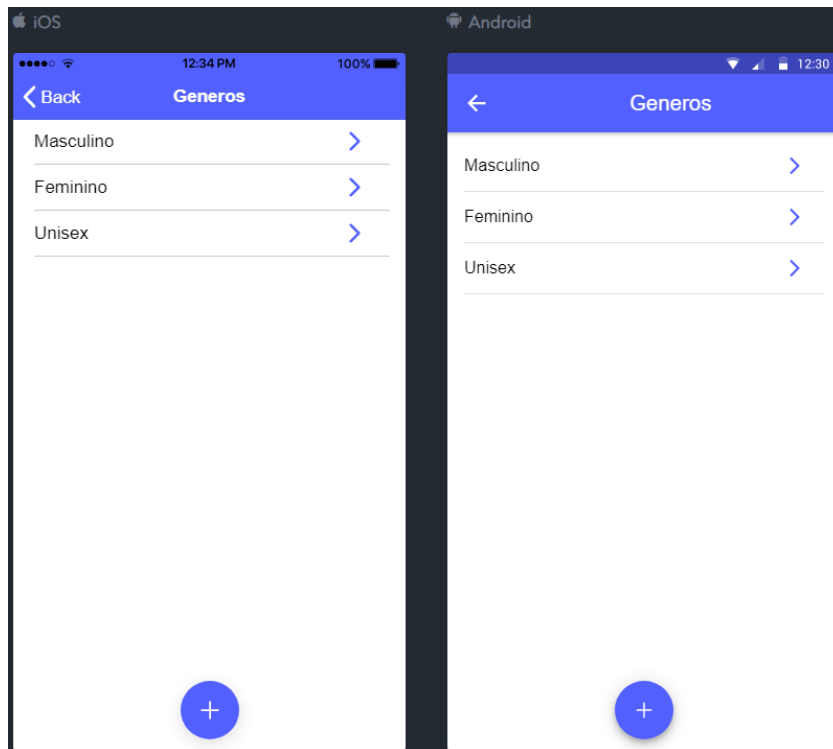 iOS
12:34 PM 100%
Back Generos
Masculino
Feminino
Unisex
+
Android
12:30
Generos
Masculino
Feminino
Unisex
+